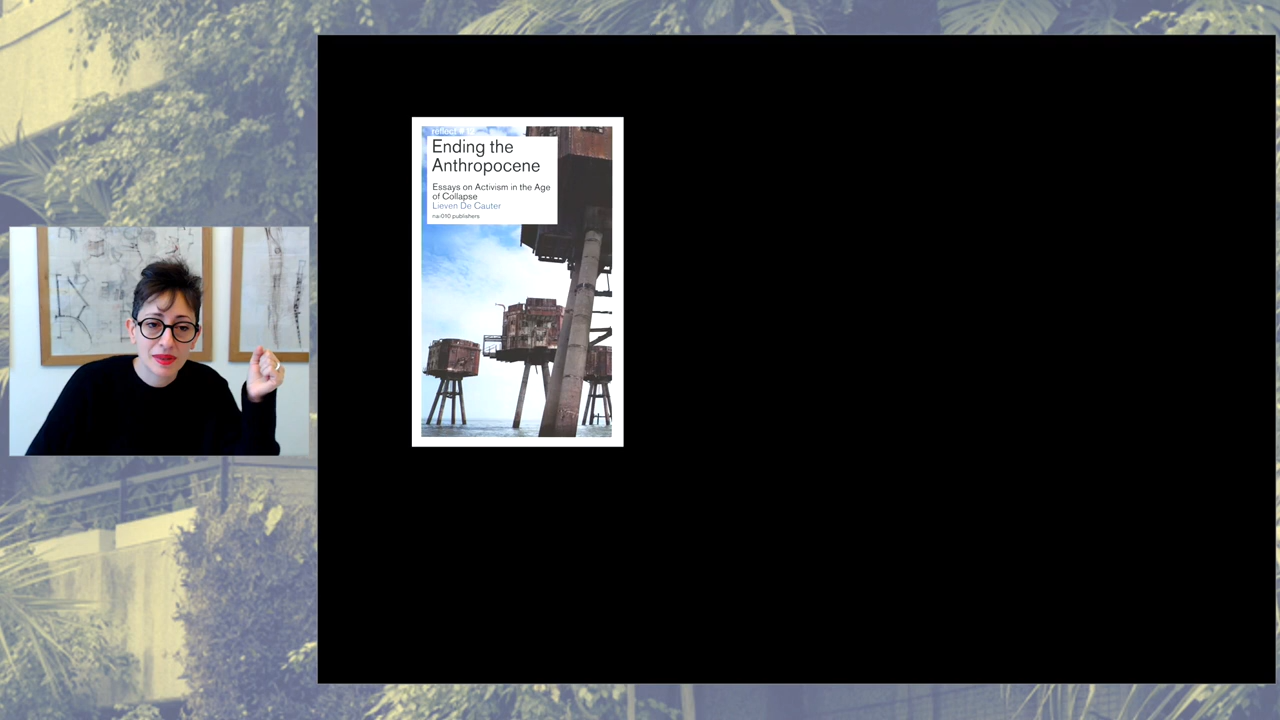 reflect #12
Ending the
Anthropocene
Essays on Activism in the Age
of Collapse
Lieven De Cauter
nai010 publishers